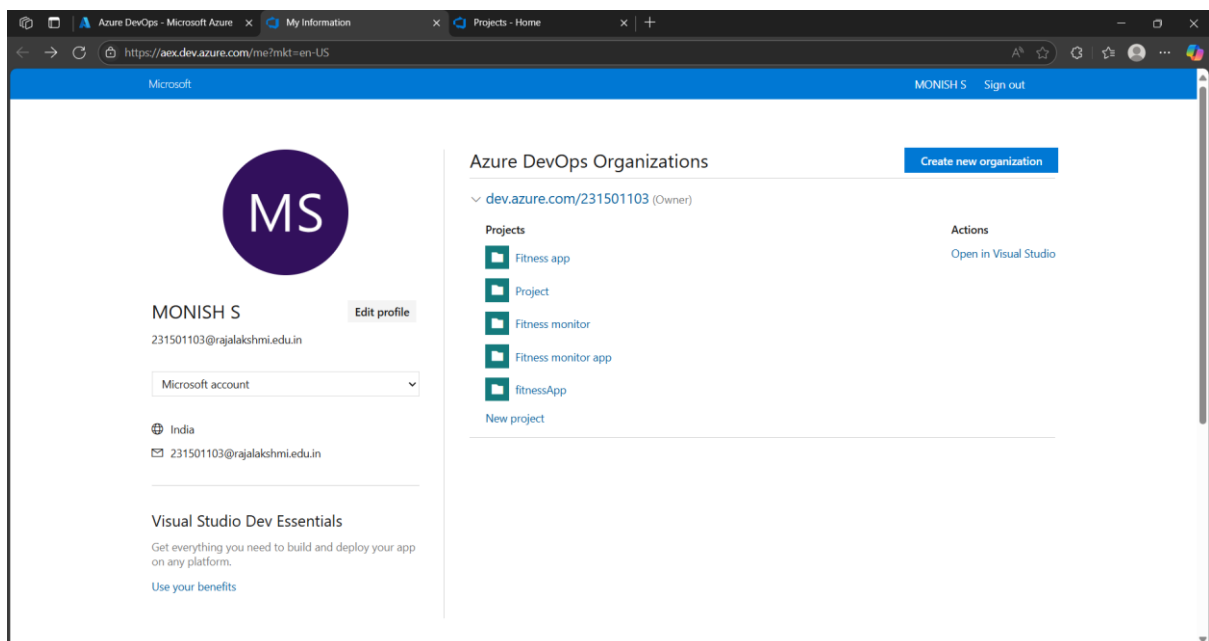 Azure DevOps - Microsoft Azure
My Information
Projects - Home
https://aex.dev.azure.com/me?mkt=en-US
Microsoft
MONISH S
Sign out
MS
MONISH S
Edit profile
231501103@rajalakshmi.edu.in
Microsoft account
India
231501103@rajalakshmi.edu.in
Visual Studio Dev Essentials
Get everything you need to build and deploy your app
on any platform.
Use your benefits
Azure DevOps Organizations
Create new organization
dev.azure.com/231501103 (Owner)
Projects
Actions
Fitness app
Open in Visual Studio
Project
Fitness monitor
Fitness monitor app
fitnessApp
New project